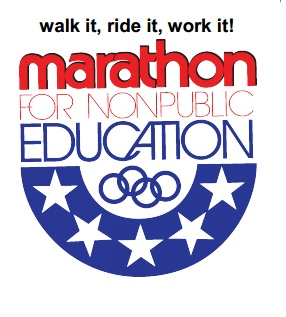 walk it, ride it, work it!
marathon
FOR NONPUBLIC
EDUCATION